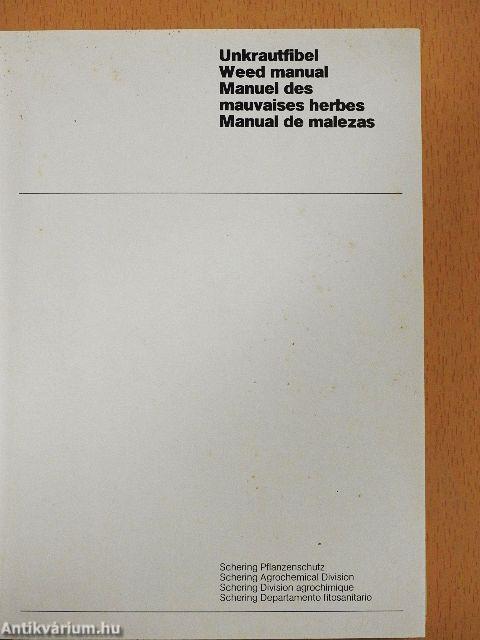 Unkrautfibel
Weed manual
Manuel des
mauvaises herbes
Manual de malezas
Schering Pflanzenschutz
Schering Agrochemical Division
Schering Division agrochimique
Schering Departamento fitosanitario
Antikvárium.hu